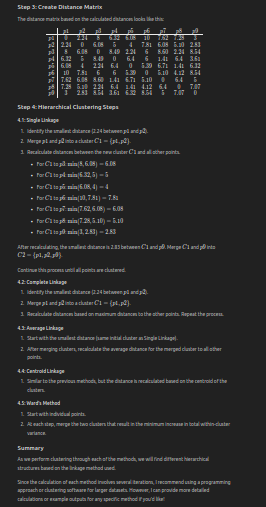 Step 3: Create Distance Matrix
The distance matrix based on the calculated distances looks like this:
p1 p2 p3 p4 p5 p6 p7 p8 p9
p1 0 2.24 8 6.32 6.08 10 7.62 7.28 3
p2 2.24 0 6.08 5 4 7.81 6.08 5.10 2.83
p3 8 6.08 0 8.49 2.24 6 8.60 2.24 8.54
p4 6.32 5 8.49 0 6.4 6 1.41 6.4 3.61
p5 6.08 4 2.24 6.4 0 5.39 6.71 1.41 6.32
p6 10 7.81 6 6 5.39 0 5.10 4.12 8.54
p7 7.62 6.08 8.60 1.41 6.71 5.10 0 6.4 5
p8 7.28 5.10 2.24 6.4 1.41 4.12 6.4 0 7.07
p9 3 2.83 8.54 3.61 6.32 8.54 5 7.07 0
Step 4: Hierarchical Clustering Steps
4.1: Single Linkage
1. Identify the smallest distance (2.24 between p1 and p2).
2. Merge p1 and p2 into a cluster C1 = {p1, p2}.
3. Recalculate distances between the new cluster C1 and all other points.
• For C1 to p3: min(8, 6.08) = 6.08
• For C1 to p4: min(6.32, 5) = 5
• For C1 to p5: min(6.08, 4) = 4
• For C1 to p6: min(10, 7.81) = 7.81
• For C1 to p7: min(7.62, 6.08) = 6.08
• For C1 to p8: min(7.28, 5.10) = 5.10
• For C1 to p9: min(3, 2.83) = 2.83
After recalculating, the smallest distance is 2.83 between C1 and p9. Merge C1 and p9 into
C2 = {p1, p2, p9}.
Continue this process until all points are clustered.
4.2: Complete Linkage
1. Identify the smallest distance (2.24 between p1 and p2).
2. Merge p1 and p2 into a cluster C1 = {p1, p2}.
3. Recalculate distances based on maximum distances to the other points. Repeat the process.
4.3: Average Linkage
1. Start with the smallest distance (same initial cluster as Single Linkage).
2. After merging clusters, recalculate the average distance for the merged cluster to all other
points.
4.4: Centroid Linkage
1. Similar to the previous methods, but the distance is recalculated based on the centroid of the
clusters.
4.5: Ward's Method
1. Start with individual points.
2. At each step, merge the two clusters that result in the minimum increase in total within-cluster
variance.
Summary
As we perform clustering through each of the methods, we will find different hierarchical
structures based on the linkage method used.
Since the calculation of each method involves several iterations, I recommend using a programming
approach or clustering software for larger datasets. However, I can provide more detailed
calculations or example outputs for any specific method if you'd like!